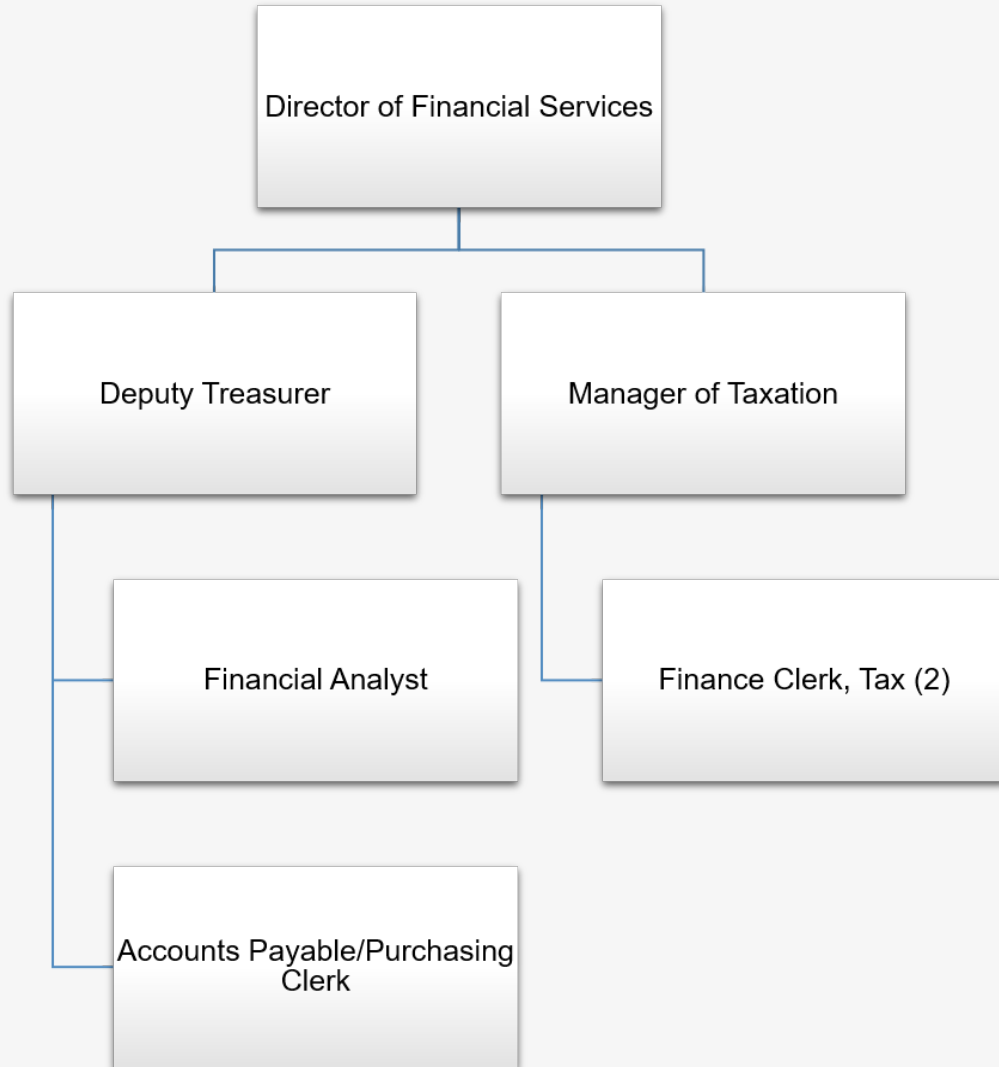 Director of Financial Services
Deputy Treasurer
Manager of Taxation
Financial Analyst
Finance Clerk, Tax (2)
Accounts Payable/Purchasing
Clerk